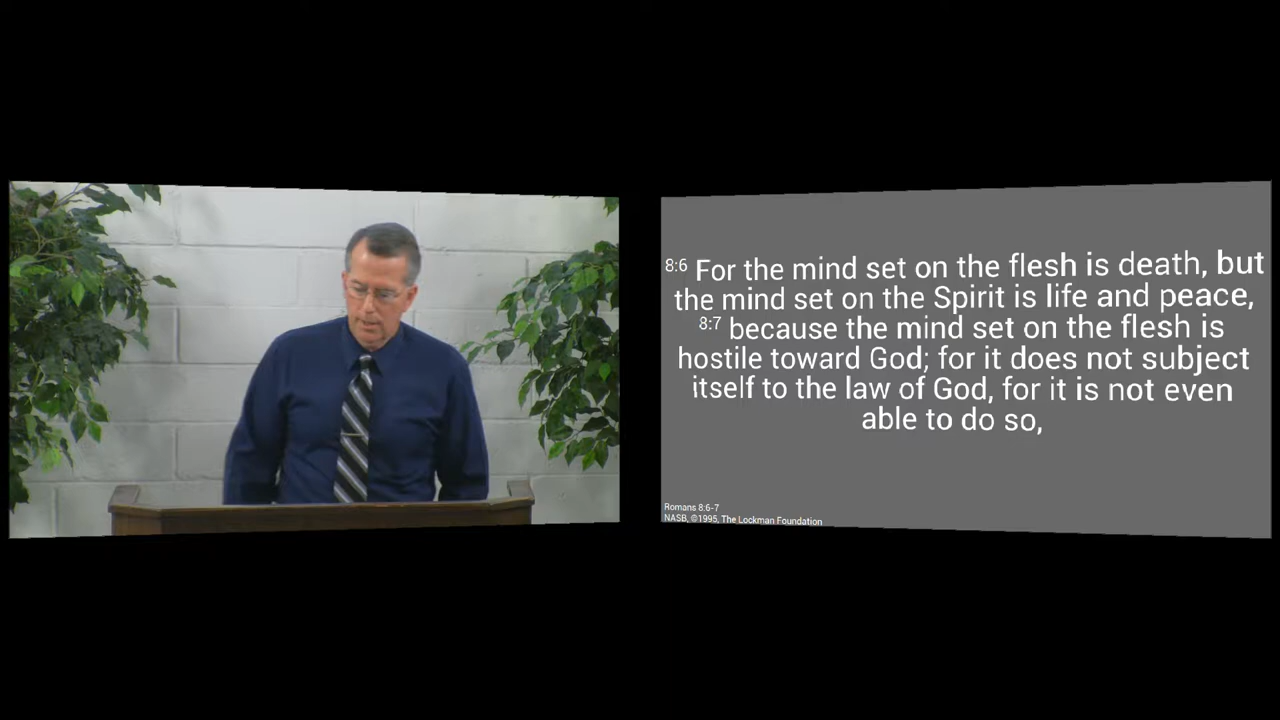 8:6 For the mind set on the flesh is death, but
the mind set on the Spirit is life and peace,
8:7 because the mind set on the flesh is
hostile toward God; for it does not subject
itself to the law of God, for it is not even
able to do so,
Romans 8:6-7
NASB, ©1995, The Lockman Foundation